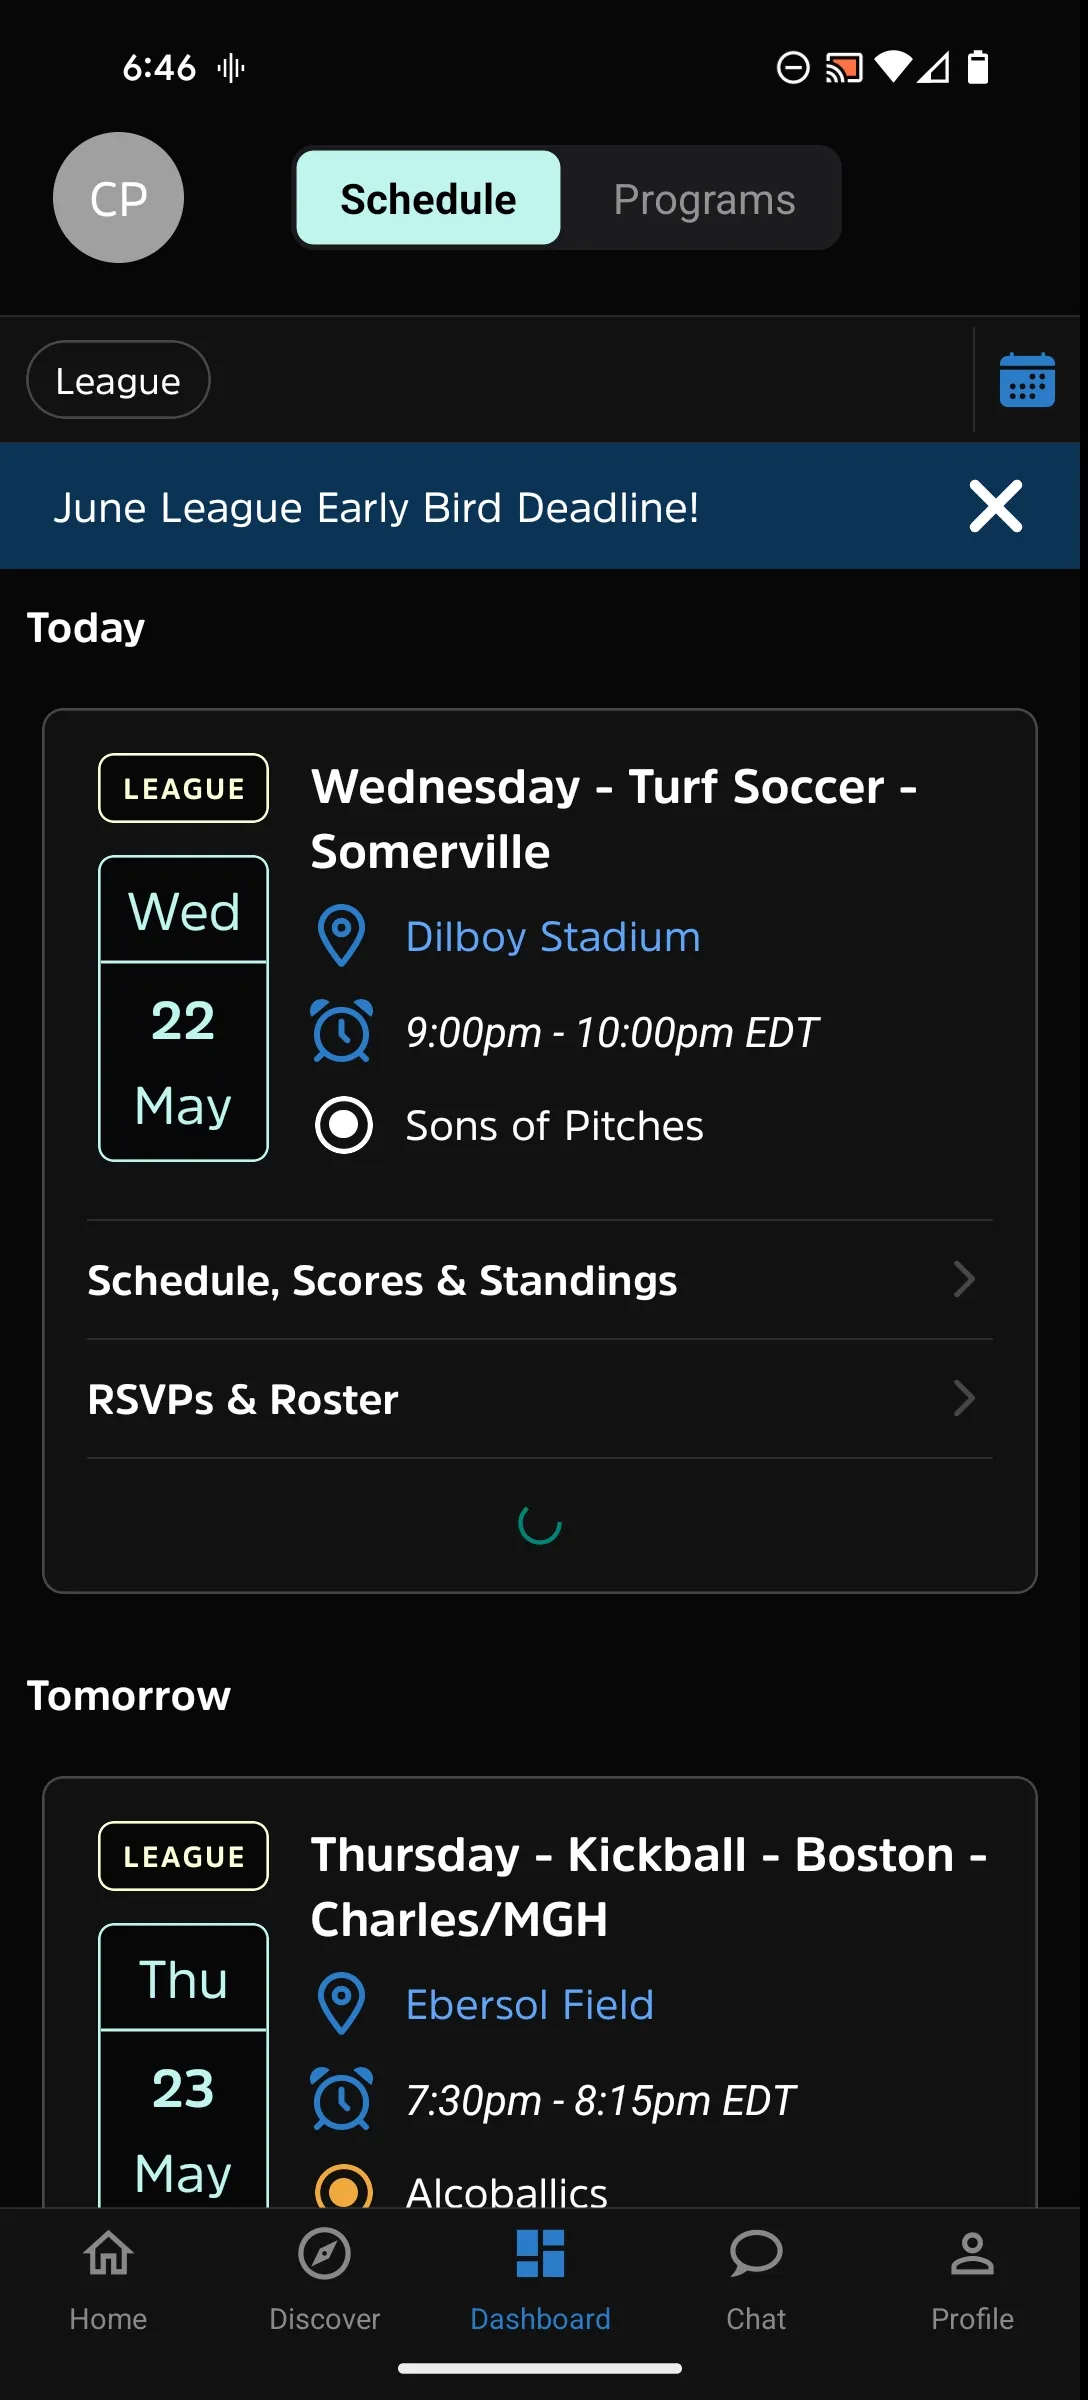 6:46
CP
Schedule
Programs
League
June League Early Bird Deadline!
Today
LEAGUE
Wednesday - Turf Soccer -
Somerville
Wed
22
May
Dilboy Stadium
9:00pm - 10:00pm EDT
Sons of Pitches
Schedule, Scores & Standings
RSVPs & Roster
Tomorrow
LEAGUE
Thursday - Kickball - Boston -
Charles/MGH
Thu
23
May
Ebersol Field
7:30pm - 8:15pm EDT
Alcoballics
Home
Discover
Dashboard
Chat
Profile